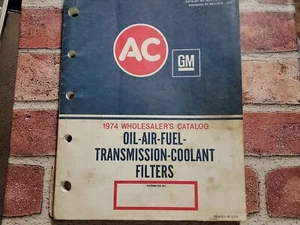 AC
GM
1974 WHOLESALER'S CATALOG
OIL-AIR-FUEL-
TRANSMISSION-COOLANT
FILTERS